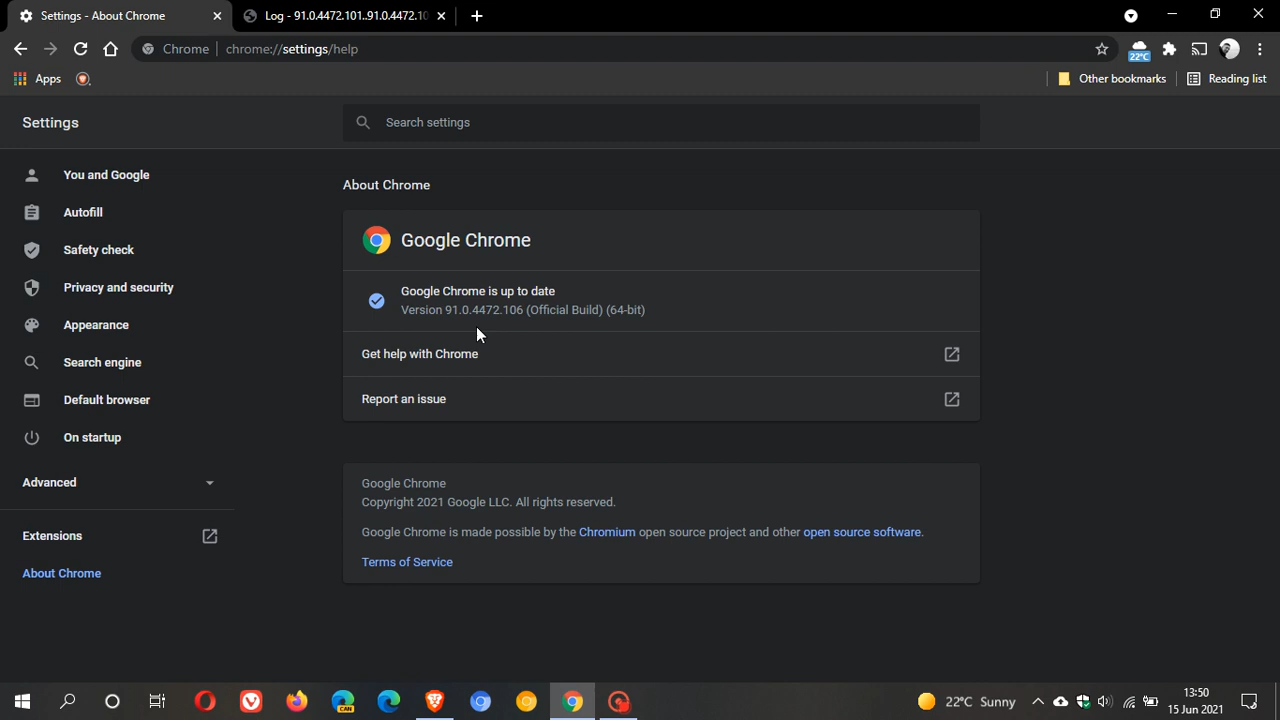 Settings - About Chrome
Log - 91.0.4472.101..91.0.4472.10
Chrome
chrome://settings/help
22°C
Apps
Other bookmarks
Reading list
Settings
Search settings
You and Google
Autofill
Safety check
Privacy and security
Appearance
Search engine
Default browser
On startup
Advanced
Extensions
About Chrome
About Chrome
Google Chrome
Google Chrome is up to date
Version 91.0.4472.106 (Official Build) (64-bit)
Get help with Chrome
Report an issue
Google Chrome
Copyright 2021 Google LLC. All rights reserved.
Google Chrome is made possible by the Chromium open source project and other open source software.
Terms of Service
CAN
22°C Sunny
13:50
15 Jun 2021